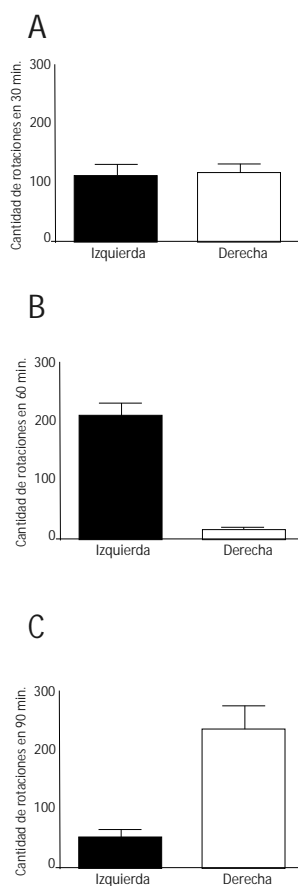 A
Cantidad de rotaciones en 30 min.
300
200
100
0
Izquierda
Derecha
B
Cantidad de rotaciones en 60 min.
300
200
100
0
Izquierda
Derecha
C
Cantidad de rotaciones en 90 min.
300
200
100
0
Izquierda
Derecha